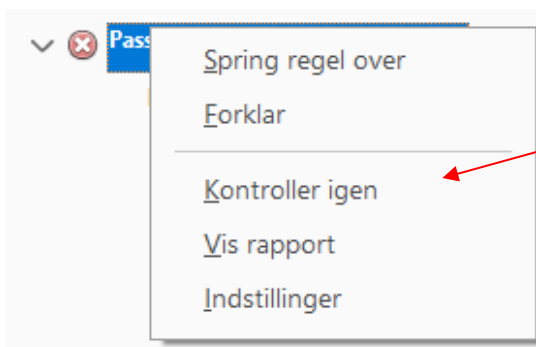 Pass
Spring regel over
Forklar
Kontroller igen
Vis rapport
Indstillinger